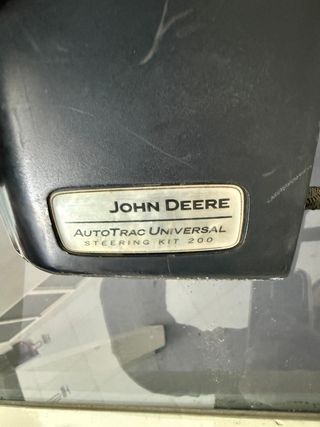 JOHN DEERE
AUTOTRAC UNIVERSAL
STEERING KIT 200